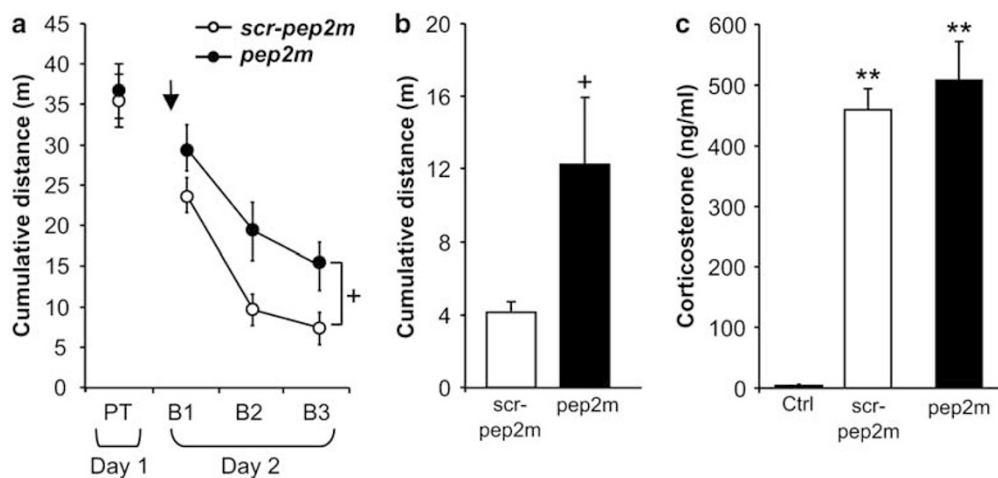 a
scr-pep2m
pep2m
Cumulative distance (m)
45
40
35
30
25
20
15
10
5
0
+
PT
B1
B2
B3
Day 1
Day 2
b
Cumulative distance (m)
20
16
12
8
4
0
+
scr-
pep2m
pep2m
c
Corticosterone (ng/ml)
600
500
400
300
200
100
0
**
**
Ctrl
scr-
pep2m
pep2m